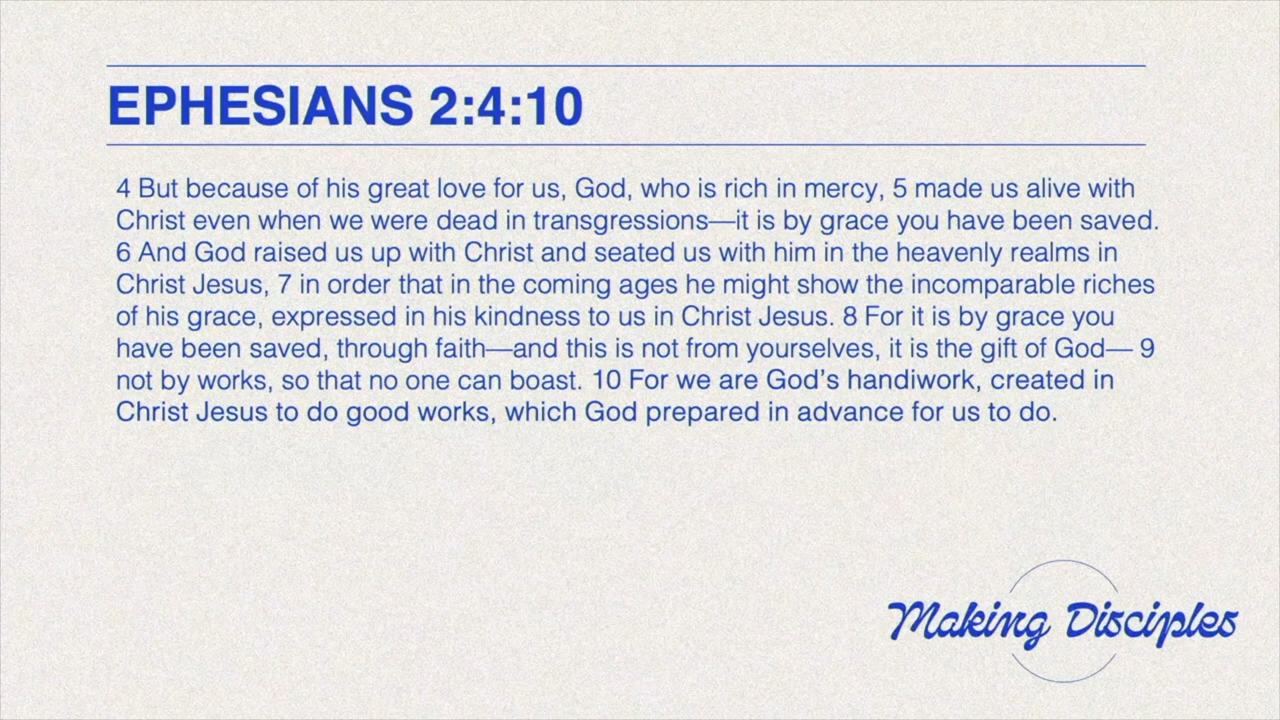 EPHESIANS 2:4:10
4 But because of his great love for us, God, who is rich in mercy, 5 made us alive with
Christ even when we were dead in transgressions—it is by grace you have been saved.
6 And God raised us up with Christ and seated us with him in the heavenly realms in
Christ Jesus, 7 in order that in the coming ages he might show the incomparable riches
of his grace, expressed in his kindness to us in Christ Jesus. 8 For it is by grace you
have been saved, through faith—and this is not from yourselves, it is the gift of God— 9
not by works, so that no one can boast. 10 For we are God’s handiwork, created in
Christ Jesus to do good works, which God prepared in advance for us to do.
Making Disciples